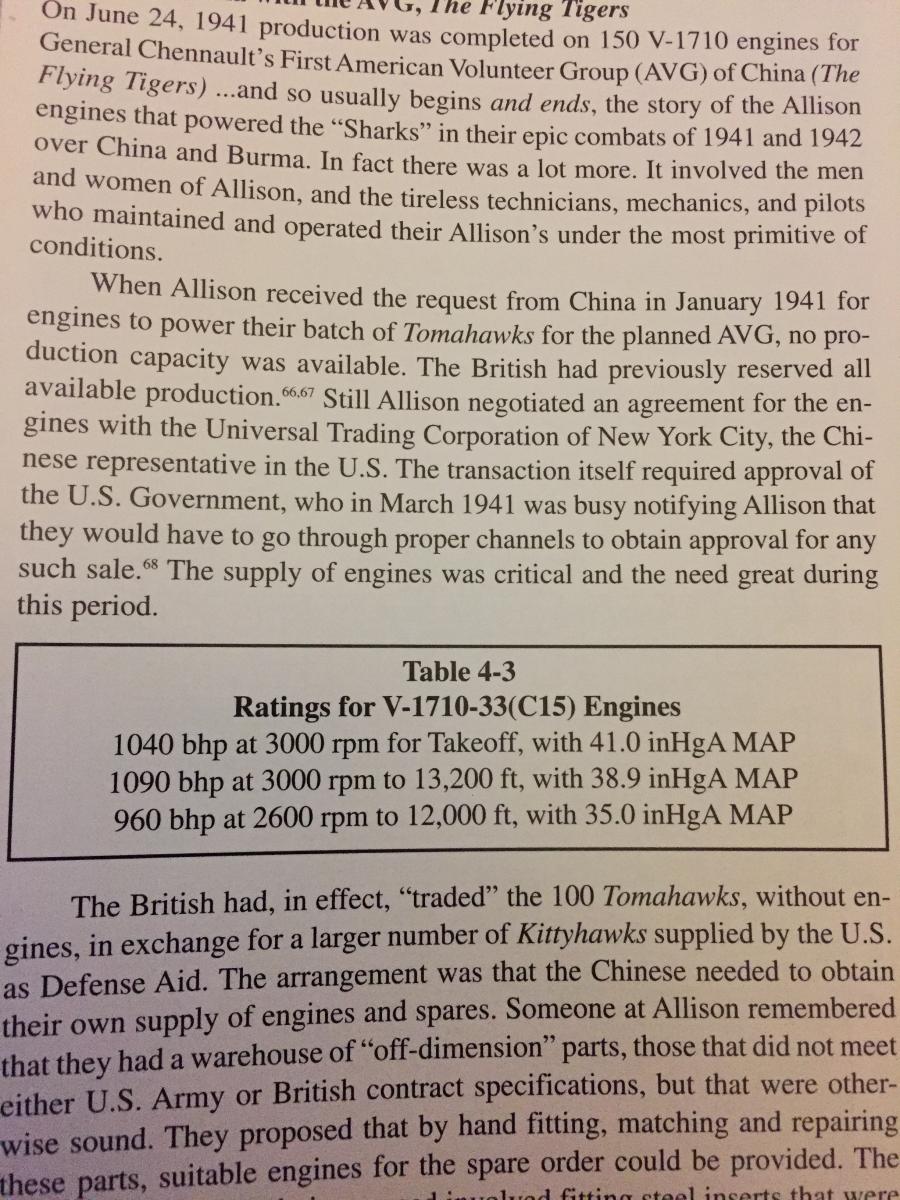 the AVG, The Flying Tigers
On June 24, 1941 production was completed on 150 V-1710 engines for
General Chennault's First American Volunteer Group (AVG) of China (The
Flying Tigers) ...and so usually begins and ends, the story of the Allison
engines that powered the “Sharks” in their epic combats of 1941 and 1942
over China and Burma. In fact there was a lot more. It involved the men
and women of Allison, and the tireless technicians, mechanics, and pilots
who maintained and operated their Allison's under the most primitive of
conditions.
When Allison received the request from China in January 1941 for
engines to power their batch of Tomahawks for the planned AVG, no pro-
duction capacity was available. The British had previously reserved all
available production.66,67 Still Allison negotiated an agreement for the en-
gines with the Universal Trading Corporation of New York City, the Chi-
nese representative in the U.S. The transaction itself required approval of
the U.S. Government, who in March 1941 was busy notifying Allison that
they would have to go through proper channels to obtain approval for any
such sale.68 The supply of engines was critical and the need great during
this period.
Table 4-3
Ratings for V-1710-33(C15) Engines
1040 bhp at 3000 rpm for Takeoff, with 41.0 inHgA MAP
1090 bhp at 3000 rpm to 13,200 ft, with 38.9 inHgA MAP
960 bhp at 2600 rpm to 12,000 ft, with 35.0 inHgA MAP
The British had, in effect, “traded” the 100 Tomahawks, without en-
gines, in exchange for a larger number of Kittyhawks supplied by the U.S.
as Defense Aid. The arrangement was that the Chinese needed to obtain
their own supply of engines and spares. Someone at Allison remembered
that they had a warehouse of “off-dimension” parts, those that did not meet
either U.S. Army or British contract specifications, but that were other-
wise sound. They proposed that by hand fitting, matching and repairing
these parts, suitable engines for the spare order could be provided. The
involved fitting steel inserts that were